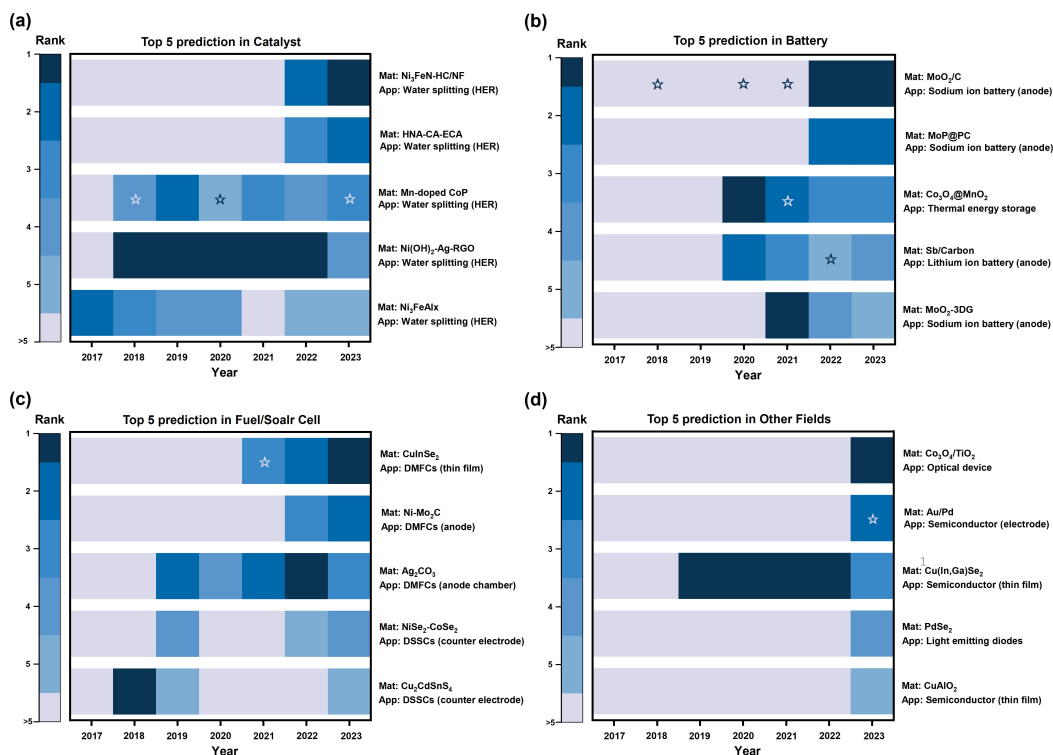 (a)
Rank
Top 5 prediction in Catalyst
1
2
3
4
5
>5
Mat: Ni₃FeN-HC/NF
App: Water splitting (HER)
Mat: HNA-CA-ECA
App: Water splitting (HER)
Mat: Mn-doped CoP
App: Water splitting (HER)
Mat: Ni(OH)₂-Ag-RGO
App: Water splitting (HER)
Mat: Ni₃FeAlx
App: Water splitting (HER)
2017 2018 2019 2020 2021 2022 2023
Year
(b)
Rank
Top 5 prediction in Battery
1
2
3
4
5
>5
Mat: MoO₂/C
App: Sodium ion battery (anode)
Mat: MoP@PC
App: Sodium ion battery (anode)
Mat: Co₃O₄@MnO₂
App: Thermal energy storage
Mat: Sb/Carbon
App: Lithium ion battery (anode)
Mat: MoO₂-3DG
App: Sodium ion battery (anode)
2017 2018 2019 2020 2021 2022 2023
Year
(c)
Rank
Top 5 prediction in Fuel/Soalr Cell
1
2
3
4
5
>5
Mat: CuInSe₂
App: DMFCs (thin film)
Mat: Ni-Mo₂C
App: DMFCs (anode)
Mat: Ag₂CO₃
App: DMFCs (anode chamber)
Mat: NiSe₂-CoSe₂
App: DSSCs (counter electrode)
Mat: Cu₂CdSnS₄
App: DSSCs (counter electrode)
2017 2018 2019 2020 2021 2022 2023
Year
(d)
Rank
Top 5 prediction in Other Fields
1
2
3
4
5
>5
Mat: Co₃O₄/TiO₂
App: Optical device
Mat: Au/Pd
App: Semiconductor (electrode)
1
Mat: Cu(In,Ga)Se₂
App: Semiconductor (thin film)
Mat: PdSe₂
App: Light emitting diodes
Mat: CuAlO₂
App: Semiconductor (thin film)
2017 2018 2019 2020 2021 2022 2023
Year